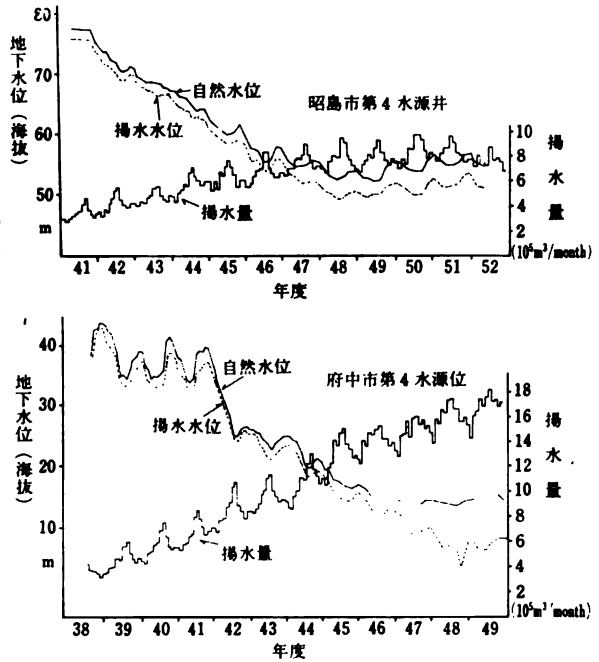 80
70
60
50
m
地下水位(海抜)
自然水位
揚水水位
揚水量
昭島市第4水源井
10
8
6
4
2
揚水量
(10⁵m³/month)
41 42 43 44 45 46 47 48 49 50 51 52
年度
40
30
20
10
m
地下水位(海抜)
自然水位
揚水水位
揚水量
府中市第4水源位
18
16
14
12
10
8
6
4
2
揚水量
(10⁵m³/month)
38 39 40 41 42 43 44 45 46 47 48 49
年度